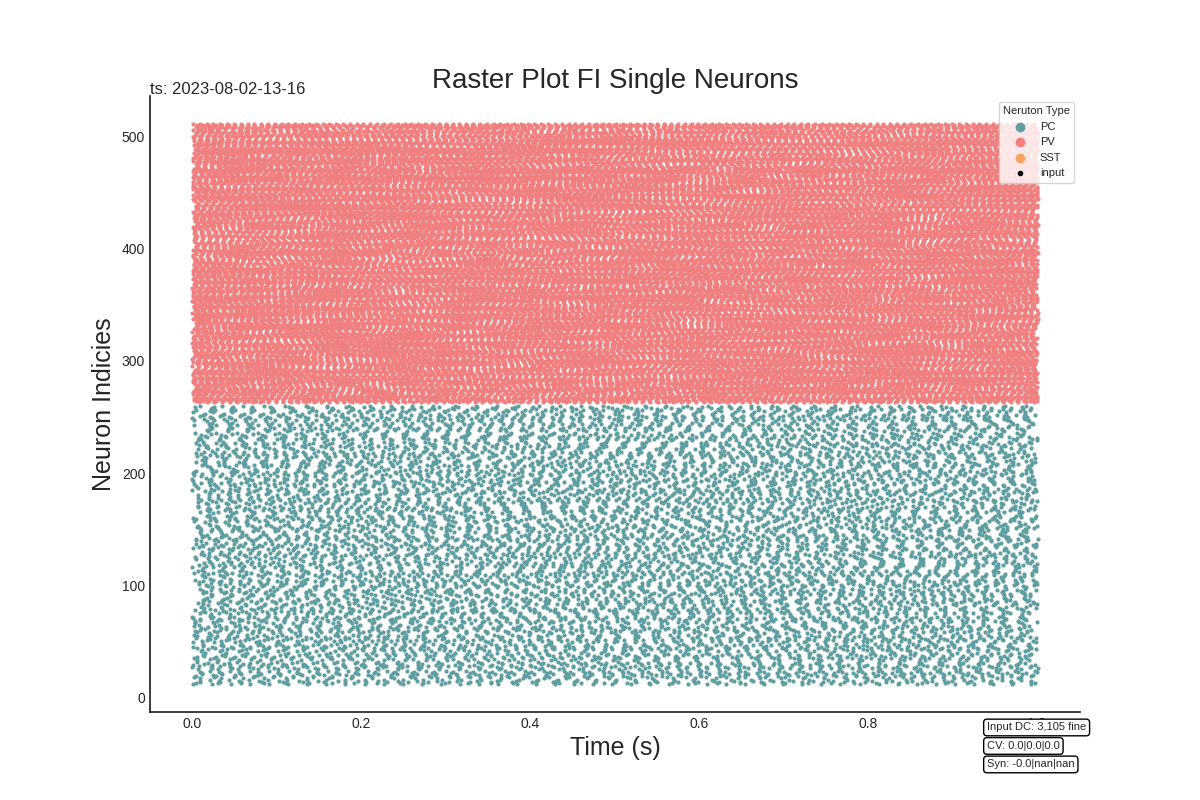 Raster Plot FI Single Neurons
ts: 2023-08-02-13-16
Neruton Type
PC
PV
SST
input
500
400
300
200
100
0
Neuron Indicies
0.0 0.2 0.4 0.6 0.8
Time (s)
Input DC: 3,105 fine
CV: 0.0|0.0|0.0
Syn: -0.0|nan|nan